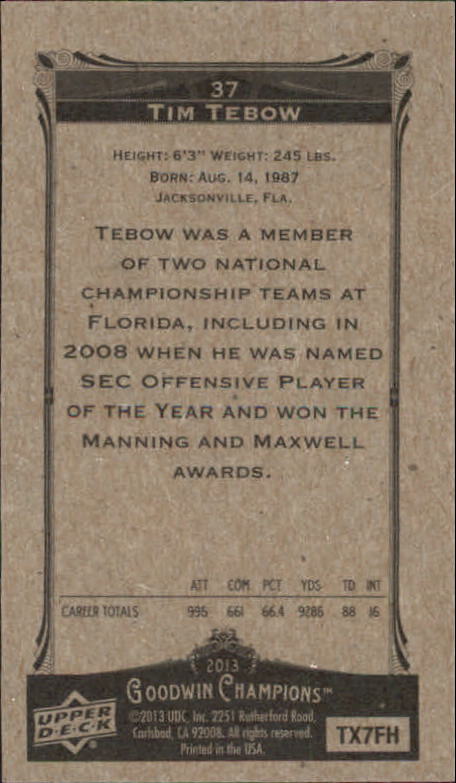 37
TIM TEBOW
HEIGHT: 6'3" WEIGHT: 245 LBS.
BORN: AUG. 14, 1987
JACKSONVILLE, FLA.
TEBOW WAS A MEMBER
OF TWO NATIONAL
CHAMPIONSHIP TEAMS AT
FLORIDA, INCLUDING IN
2008 WHEN HE WAS NAMED
SEC OFFENSIVE PLAYER
OF THE YEAR AND WON THE
MANNING AND MAXWELL
AWARDS.
ATT COM PCT YDS TD INT
CAREER TOTALS 995 661 66.4 9286 88 16
2013
GOODWIN CHAMPIONS™
UPPER D·E·C·K®
©2013 UDC, Inc. 2251 Rutherford Road,
Carlsbad, CA 92008. All rights reserved.
Printed in the USA.
TX7FH